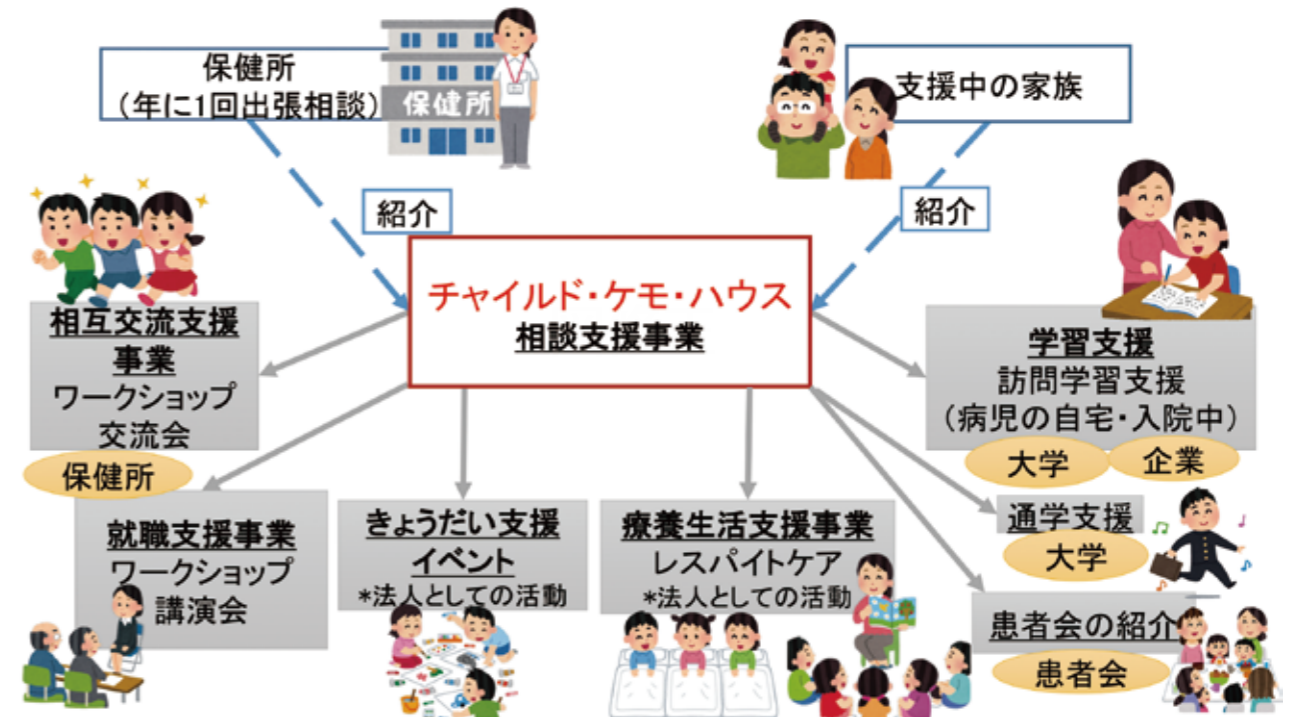 保健所
（年に1回出張相談）
保健所
支援中の家族
紹介
紹介
チャイルド・ケモ・ハウス
相談支援事業
相互交流支援
事業
ワークショップ
交流会
保健所
学習支援
訪問学習支援
（病児の自宅・入院中）
大学
企業
就職支援事業
ワークショップ
講演会
きょうだい支援
イベント
*法人としての活動
療養生活支援事業
レスパイトケア
*法人としての活動
通学支援
大学
患者会の紹介
患者会